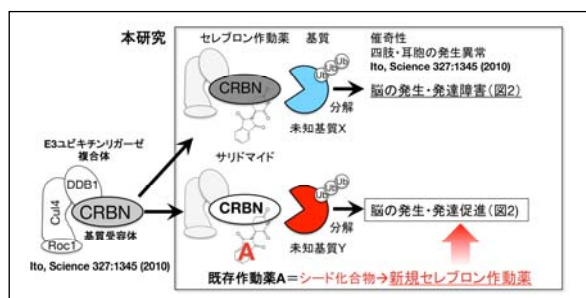 本研究
セレブロン作動薬
基質
催奇性
四肢・耳胞の発生異常
Ito, Science 327:1345 (2010)
CRBN
Ub
Ub
Ub
分解
脳の発生・発達障害(図2)
未知基質X
サリドマイド
E3ユビキチンリガーゼ
複合体
DDB1
Cul4
CRBN
Roc1
基質受容体
Ito, Science 327:1345 (2010)
CRBN
A
Ub
Ub
Ub
分解
脳の発生・発達促進(図2)
未知基質Y
既存作動薬A=シード化合物→新規セレブロン作動薬